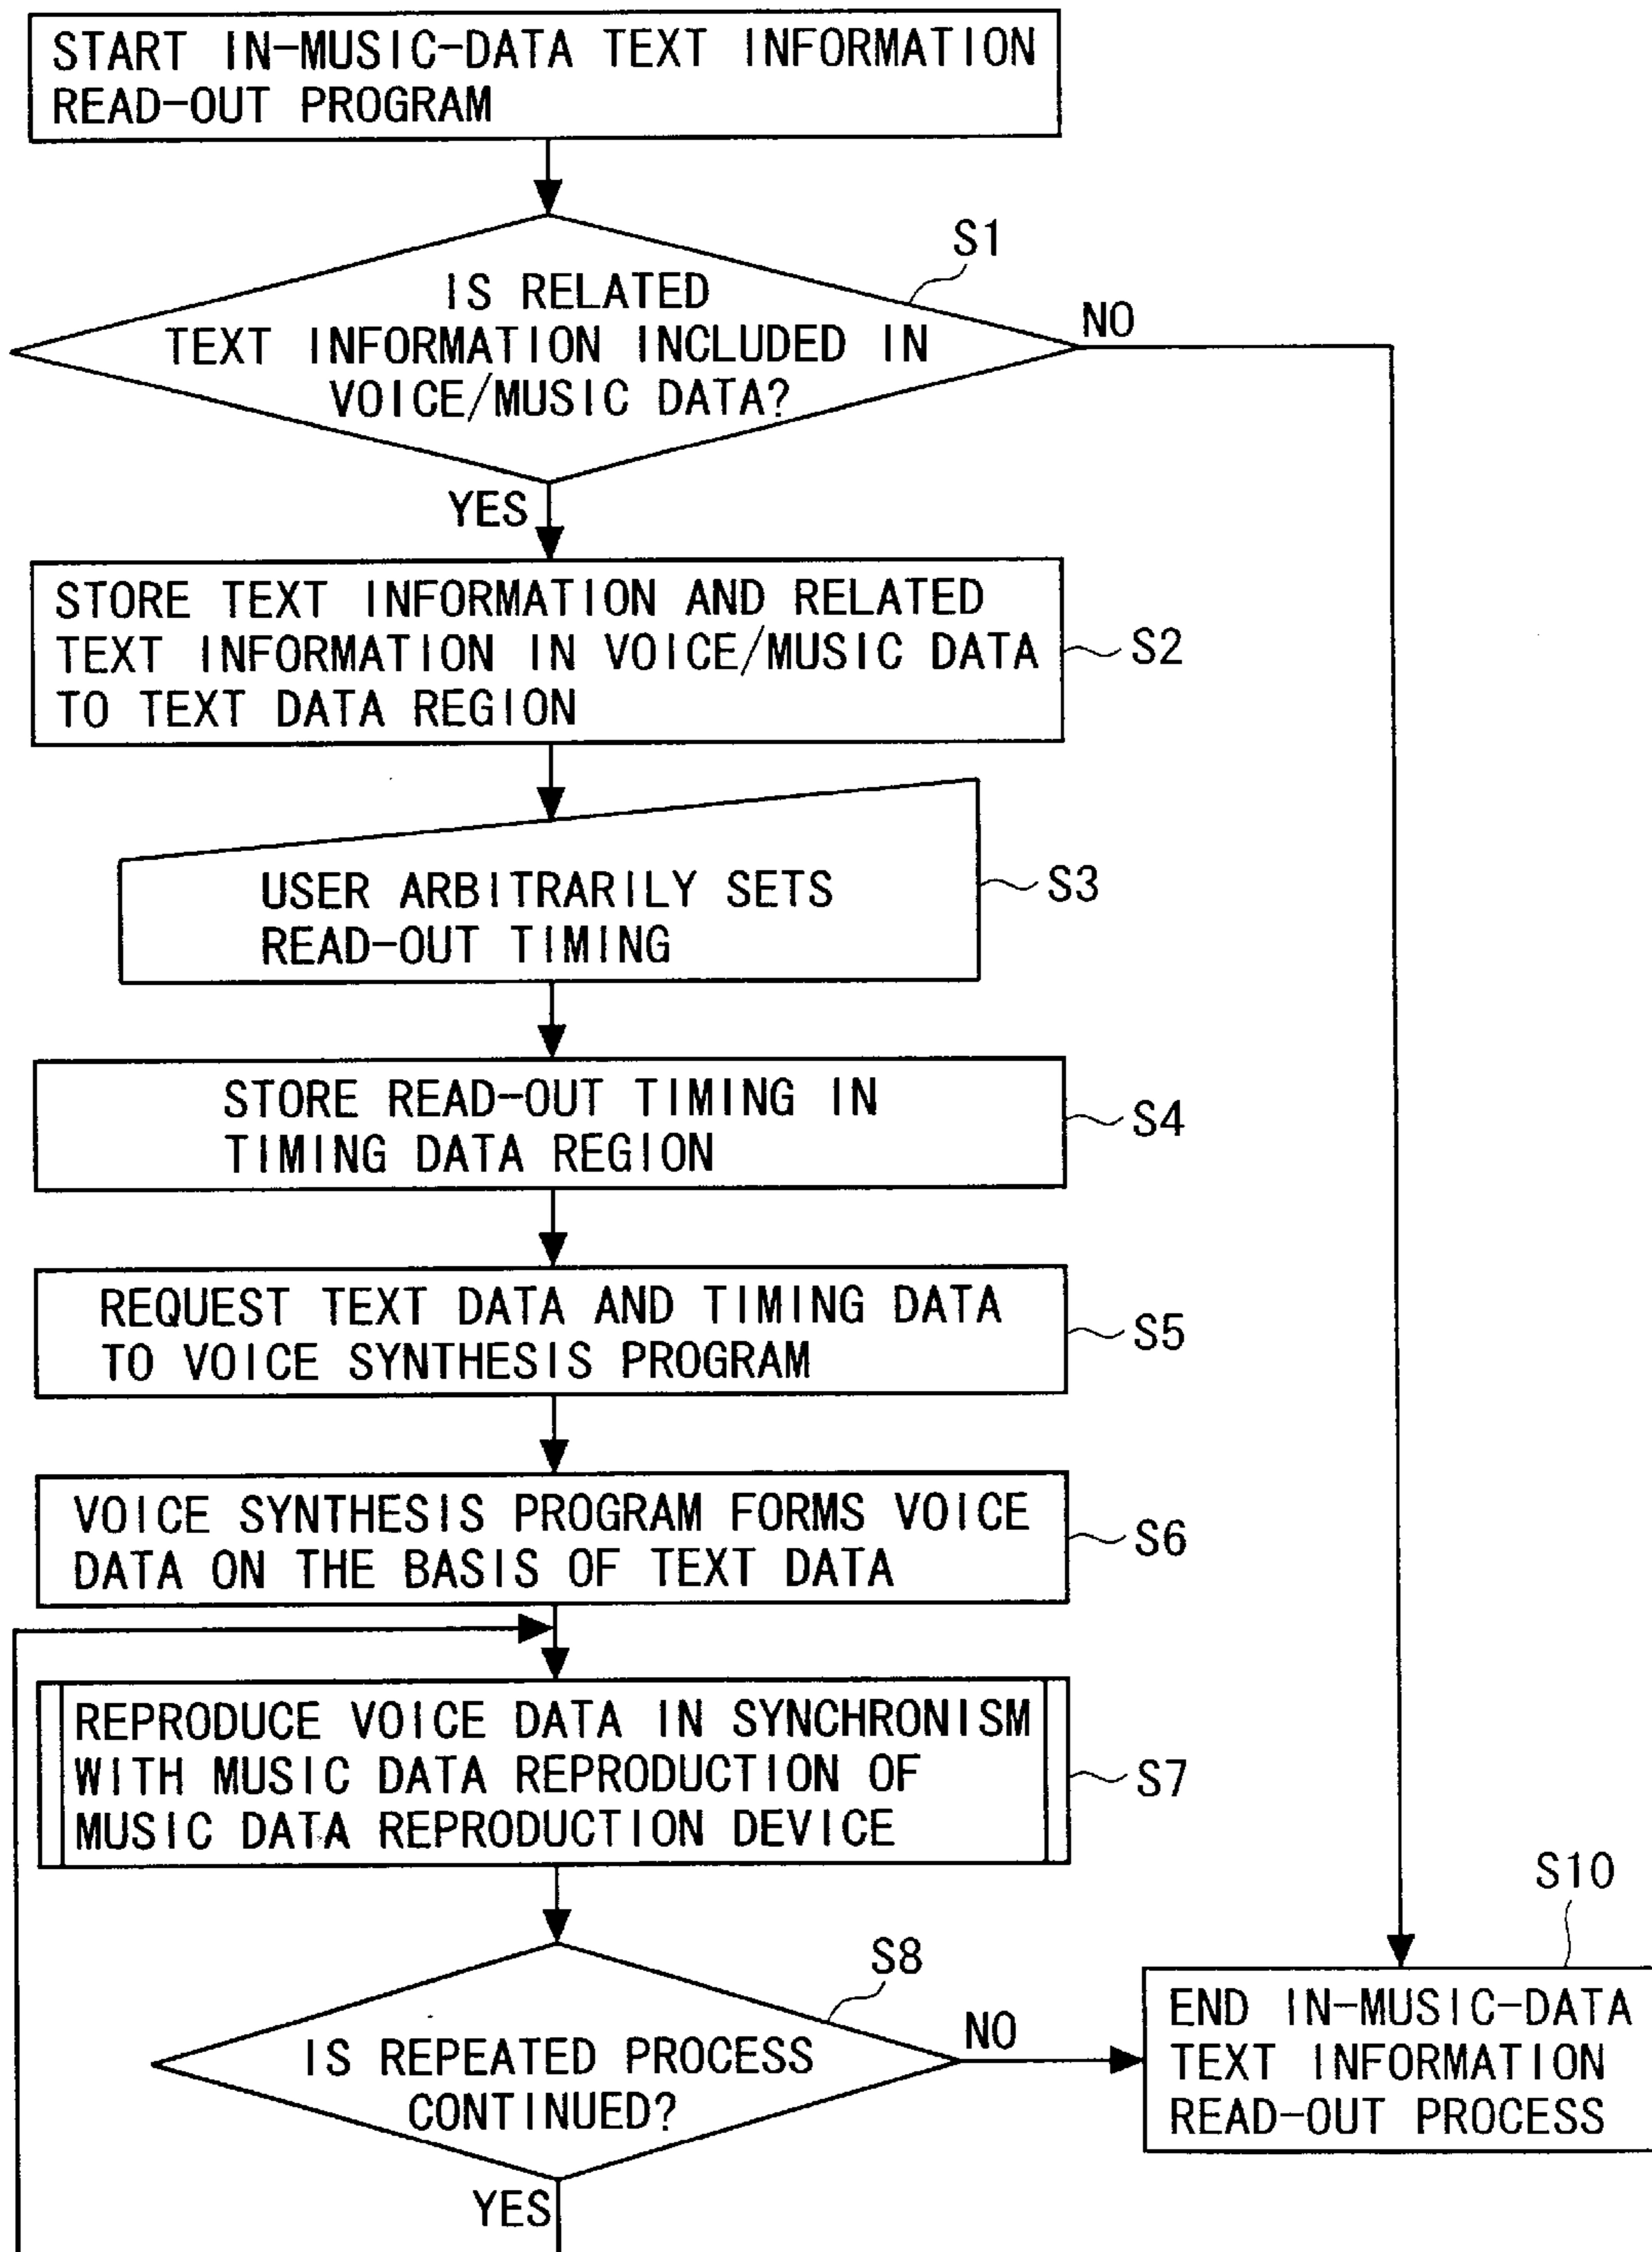 START IN-MUSIC-DATA TEXT INFORMATION
READ-OUT PROGRAM
S1
IS RELATED
TEXT INFORMATION INCLUDED IN
VOICE/MUSIC DATA?
NO
YES
STORE TEXT INFORMATION AND RELATED
TEXT INFORMATION IN VOICE/MUSIC DATA
TO TEXT DATA REGION
S2
USER ARBITRARILY SETS
READ-OUT TIMING
S3
STORE READ-OUT TIMING IN
TIMING DATA REGION
S4
REQUEST TEXT DATA AND TIMING DATA
TO VOICE SYNTHESIS PROGRAM
S5
VOICE SYNTHESIS PROGRAM FORMS VOICE
DATA ON THE BASIS OF TEXT DATA
S6
REPRODUCE VOICE DATA IN SYNCHRONISM
WITH MUSIC DATA REPRODUCTION OF
MUSIC DATA REPRODUCTION DEVICE
S7
S8
IS REPEATED PROCESS
CONTINUED?
NO
YES
S10
END IN-MUSIC-DATA
TEXT INFORMATION
READ-OUT PROCESS